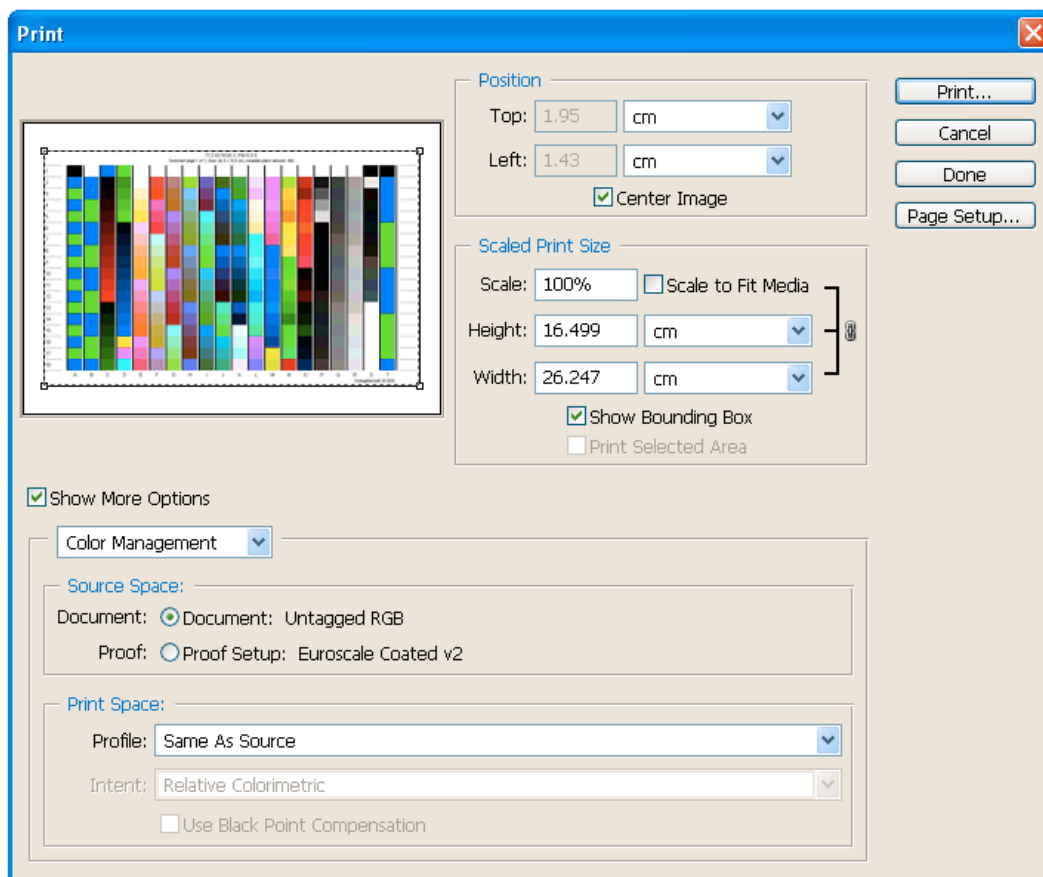 Print
Position
Top: 1.95 cm
Left: 1.43 cm
Center Image
Print...
Cancel
Done
Page Setup...
Scaled Print Size
Scale: 100% Scale to Fit Media
Height: 16.499 cm
Width: 26.247 cm
Show Bounding Box
Print Selected Area
Show More Options
Color Management
Source Space:
Document: Document: Untagged RGB
Proof: Proof Setup: Euroscale Coated v2
Print Space:
Profile: Same As Source
Intent: Relative Colorimetric
Use Black Point Compensation